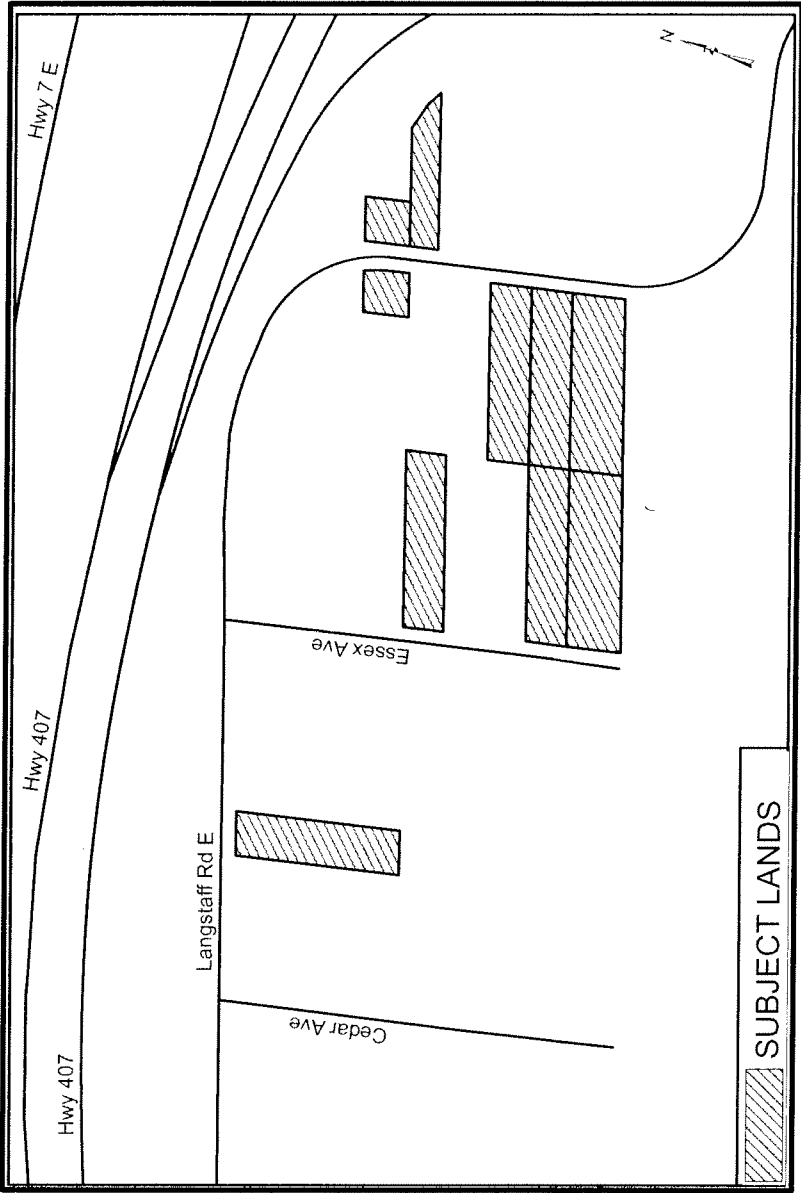 Hwy 7 E
N
Hwy 407
Hwy 407
Langstaff Rd E
Essex Ave
Cedar Ave
SUBJECT LANDS